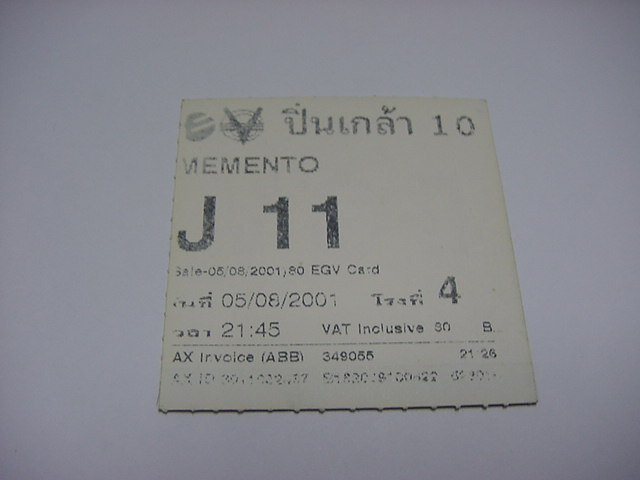 EGV ปิ่นเกล้า 10
MEMENTO
J 11
Sale-05/08/2001,80 EGV Card
วันที่ 05/08/2001 โรงที่ 4
เวลา 21:45 VAT Inclusive 80 B
TAX Invoice (ABB) 349055 21:26